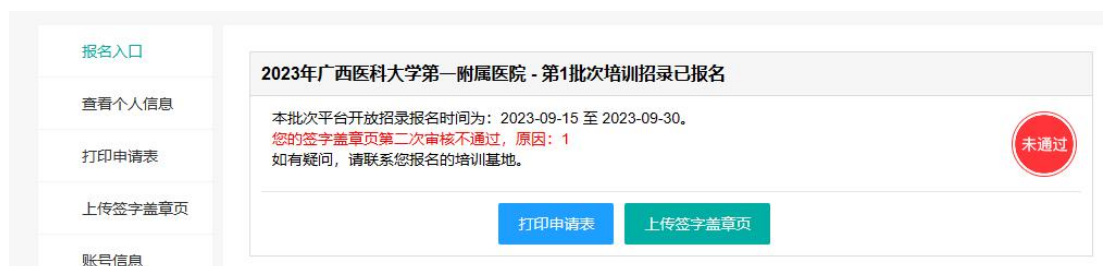 报名入口
查看个人信息
打印申请表
上传签字盖章页
账号信息
2023年广西医科大学第一附属医院 - 第1批次培训招录已报名
本批次平台开放招录报名时间为：2023-09-15 至 2023-09-30。
您的签字盖章页第二次审核不通过，原因：1
如有疑问，请联系您报名的培训基地。
未通过
打印申请表
上传签字盖章页